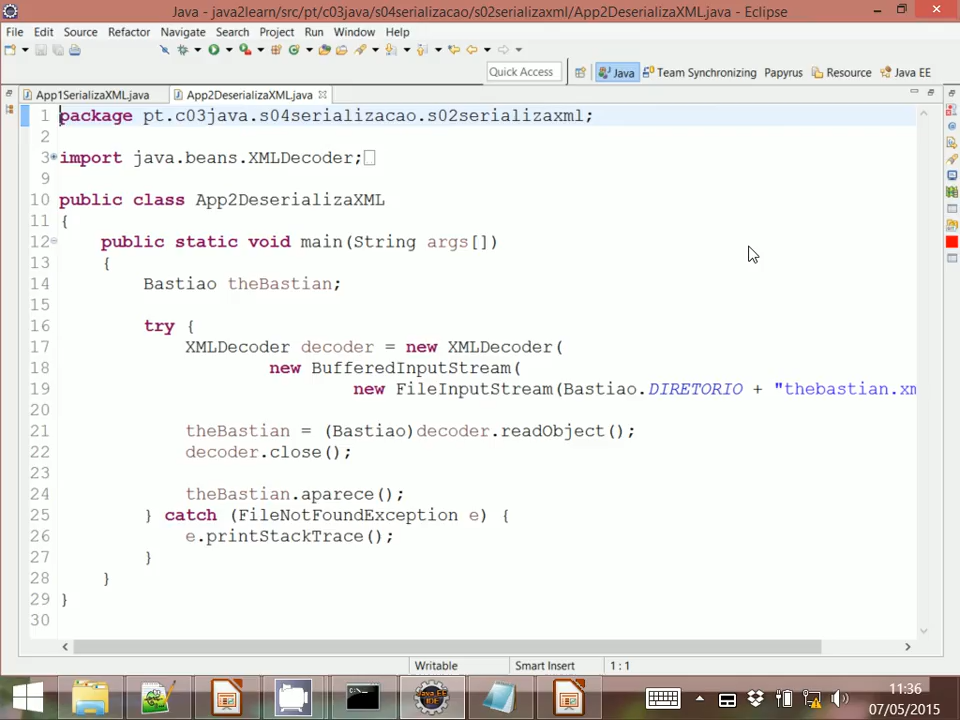 Java - java2learn/src/pt/c03java/s04serializacao/s02serializaxml/App2DeserializaXML.java - Eclipse
File Edit Source Refactor Navigate Search Project Run Window Help
Quick Access Java Team Synchronizing Papyrus Resource Java EE
App1SerializaXML.java App2DeserializaXML.java
1 package pt.c03java.s04serializacao.s02serializaxml;
2
3 import java.beans.XMLDecoder;
9
10 public class App2DeserializaXML
11 {
12 public static void main(String args[])
13 {
14 Bastiao theBastian;
15
16 try {
17 XMLDecoder decoder = new XMLDecoder(
18 new BufferedInputStream(
19 new FileInputStream(Bastiao.DIRETORIO + "thebastian.xm
20
21 theBastian = (Bastiao)decoder.readObject();
22 decoder.close();
23
24 theBastian.aparece();
25 } catch (FileNotFoundException e) {
26 e.printStackTrace();
27 }
28 }
29 }
30
Writable Smart Insert 1 : 1
Java EE
IDE
11:36
07/05/2015